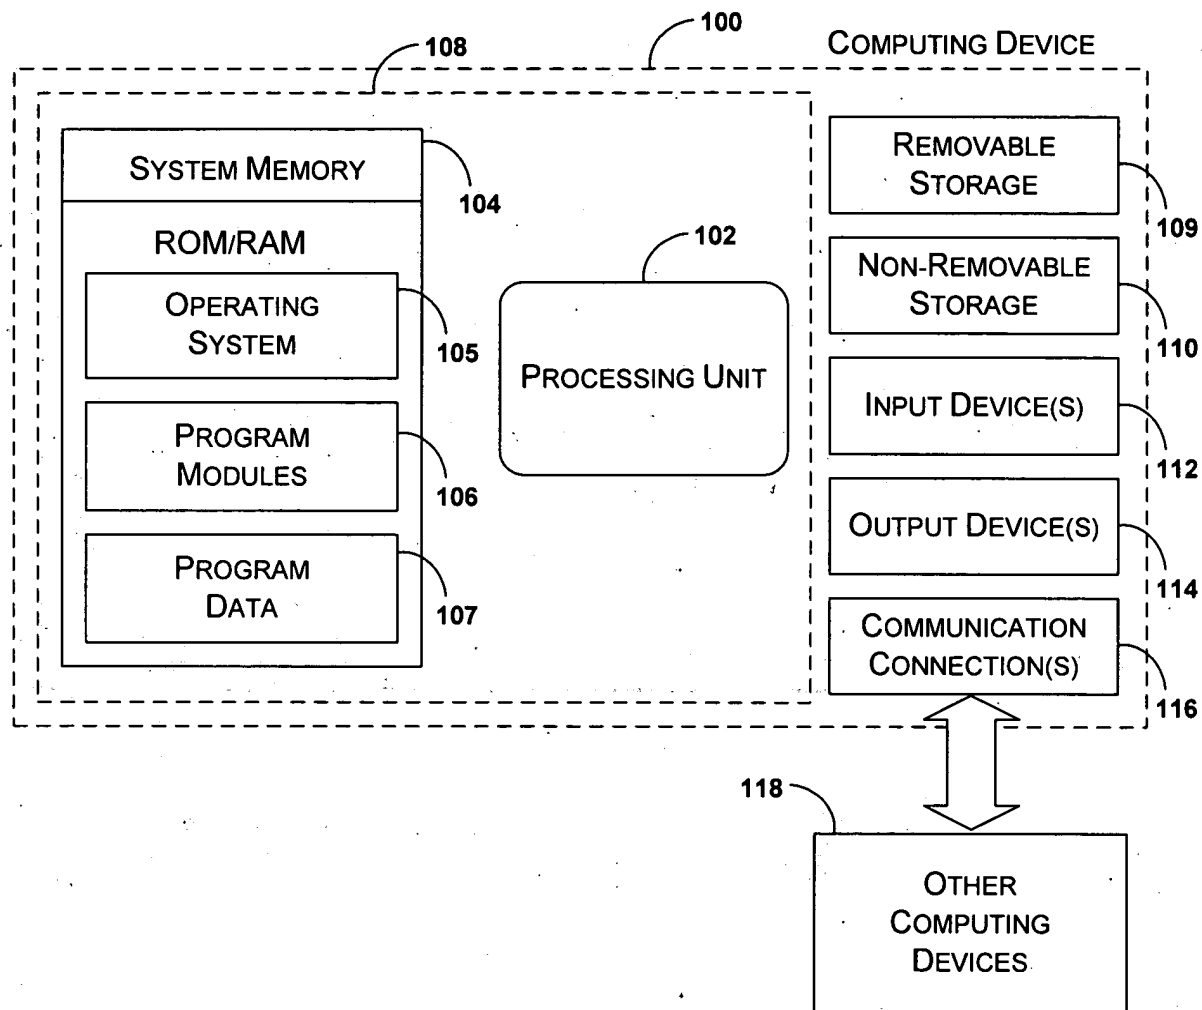 100
COMPUTING DEVICE
108
SYSTEM MEMORY
104
ROM/RAM
OPERATING
SYSTEM
105
PROGRAM
MODULES
106
PROGRAM
DATA
107
102
PROCESSING UNIT
REMOVABLE
STORAGE
109
NON-REMOVABLE
STORAGE
110
INPUT DEVICE(S)
112
OUTPUT DEVICE(S)
114
COMMUNICATION
CONNECTION(S)
116
118
OTHER
COMPUTING
DEVICES